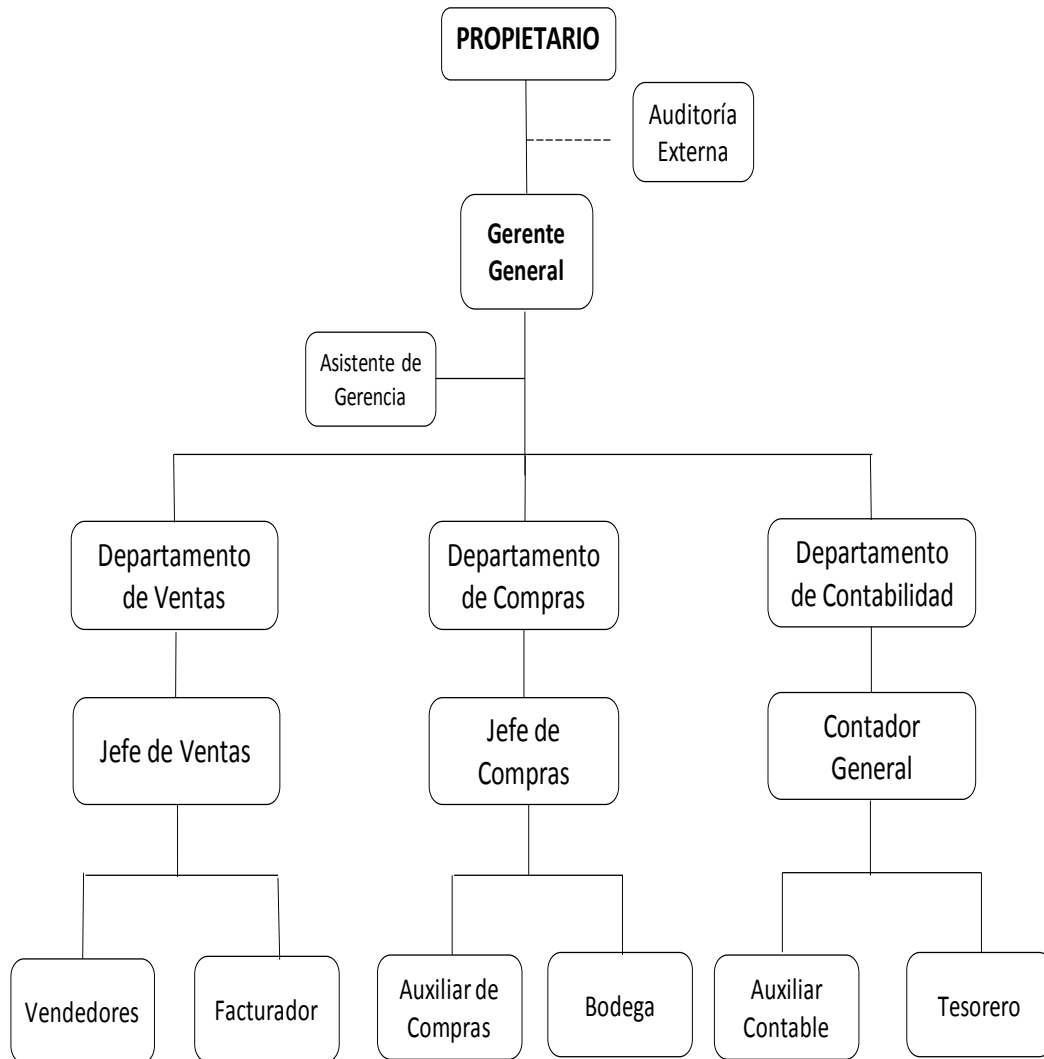 PROPIETARIO
Auditoría
Externa
Gerente
General
Asistente de
Gerencia
Departamento
de Ventas
Departamento
de Compras
Departamento
de Contabilidad
Jefe de Ventas
Jefe de
Compras
Contador
General
Vendedores
Facturador
Auxiliar de
Compras
Bodega
Auxiliar
Contable
Tesorero